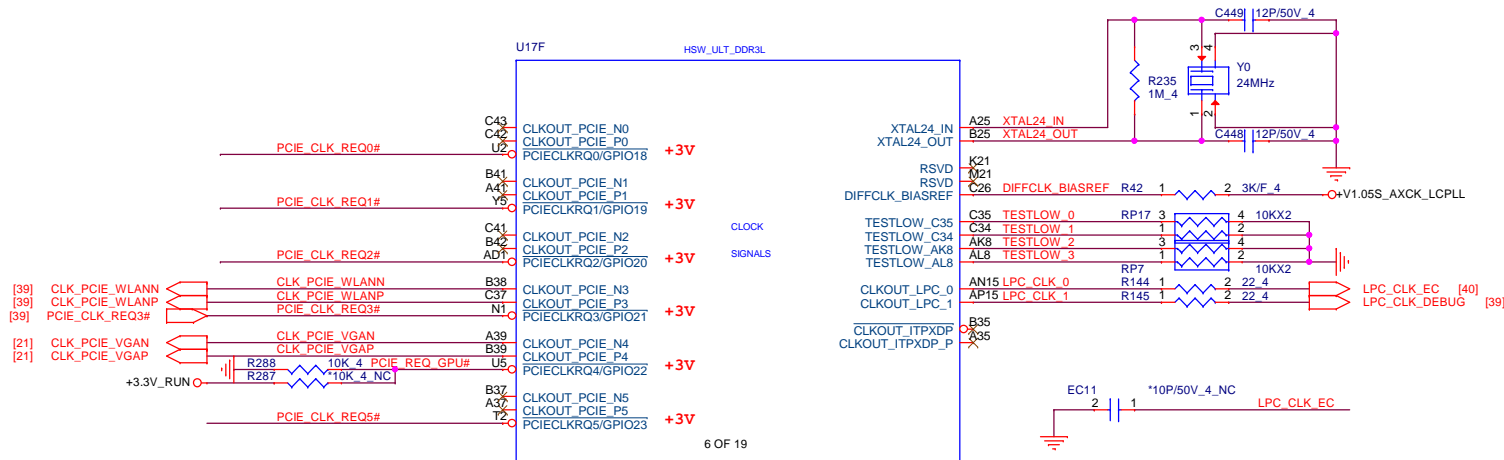 C449 12P/50V_4
U17F HSW_ULT_DDR3L
3 4
R235
1M_4
Y0
24MHz
1 2
C448 12P/50V_4
C43 CLKOUT_PCIE_N0
C42 CLKOUT_PCIE_P0
PCIE_CLK_REQ0# U2 PCIECLKRQ0/GPIO18 +3V
B41 CLKOUT_PCIE_N1
A41 CLKOUT_PCIE_P1
PCIE_CLK_REQ1# Y5 PCIECLKRQ1/GPIO19 +3V
C41 CLKOUT_PCIE_N2
B42 CLKOUT_PCIE_P2
PCIE_CLK_REQ2# AD1 PCIECLKRQ2/GPIO20 +3V
CLOCK
SIGNALS
[39] CLK_PCIE_WLANN CLK_PCIE_WLANN B38 CLKOUT_PCIE_N3
[39] CLK_PCIE_WLANP CLK_PCIE_WLANP C37 CLKOUT_PCIE_P3
[39] PCIE_CLK_REQ3# PCIE_CLK_REQ3# N1 PCIECLKRQ3/GPIO21 +3V
[21] CLK_PCIE_VGAN CLK_PCIE_VGAN A39 CLKOUT_PCIE_N4
[21] CLK_PCIE_VGAP CLK_PCIE_VGAP B39 CLKOUT_PCIE_P4
R288 10K_4 PCIE_REQ_GPU# U5 PCIECLKRQ4/GPIO22 +3V
+3.3V_RUN R287 *10K_4_NC
B37 CLKOUT_PCIE_N5
A37 CLKOUT_PCIE_P5
PCIE_CLK_REQ5# T2 PCIECLKRQ5/GPIO23 +3V
6 OF 19
XTAL24_IN A25 XTAL24_IN
XTAL24_OUT B25 XTAL24_OUT
RSVD K21
RSVD M21
DIFFCLK_BIASREF C26 DIFFCLK_BIASREF R42 1 2 3K/F_4 +V1.05S_AXCK_LCPLL
TESTLOW_C35 C35 TESTLOW_0 RP17 3 4 10KX2
TESTLOW_C34 C34 TESTLOW_1 1 2
TESTLOW_AK8 AK8 TESTLOW_2 3 4
TESTLOW_AL8 AL8 TESTLOW_3 1 2
RP7 10KX2
CLKOUT_LPC_0 AN15 LPC_CLK_0 R144 1 2 22_4 LPC_CLK_EC [40]
CLKOUT_LPC_1 AP15 LPC_CLK_1 R145 1 2 22_4 LPC_CLK_DEBUG [39]
CLKOUT_ITPXDP B35
CLKOUT_ITPXDP_P A35
EC11 *10P/50V_4_NC
2 1 LPC_CLK_EC